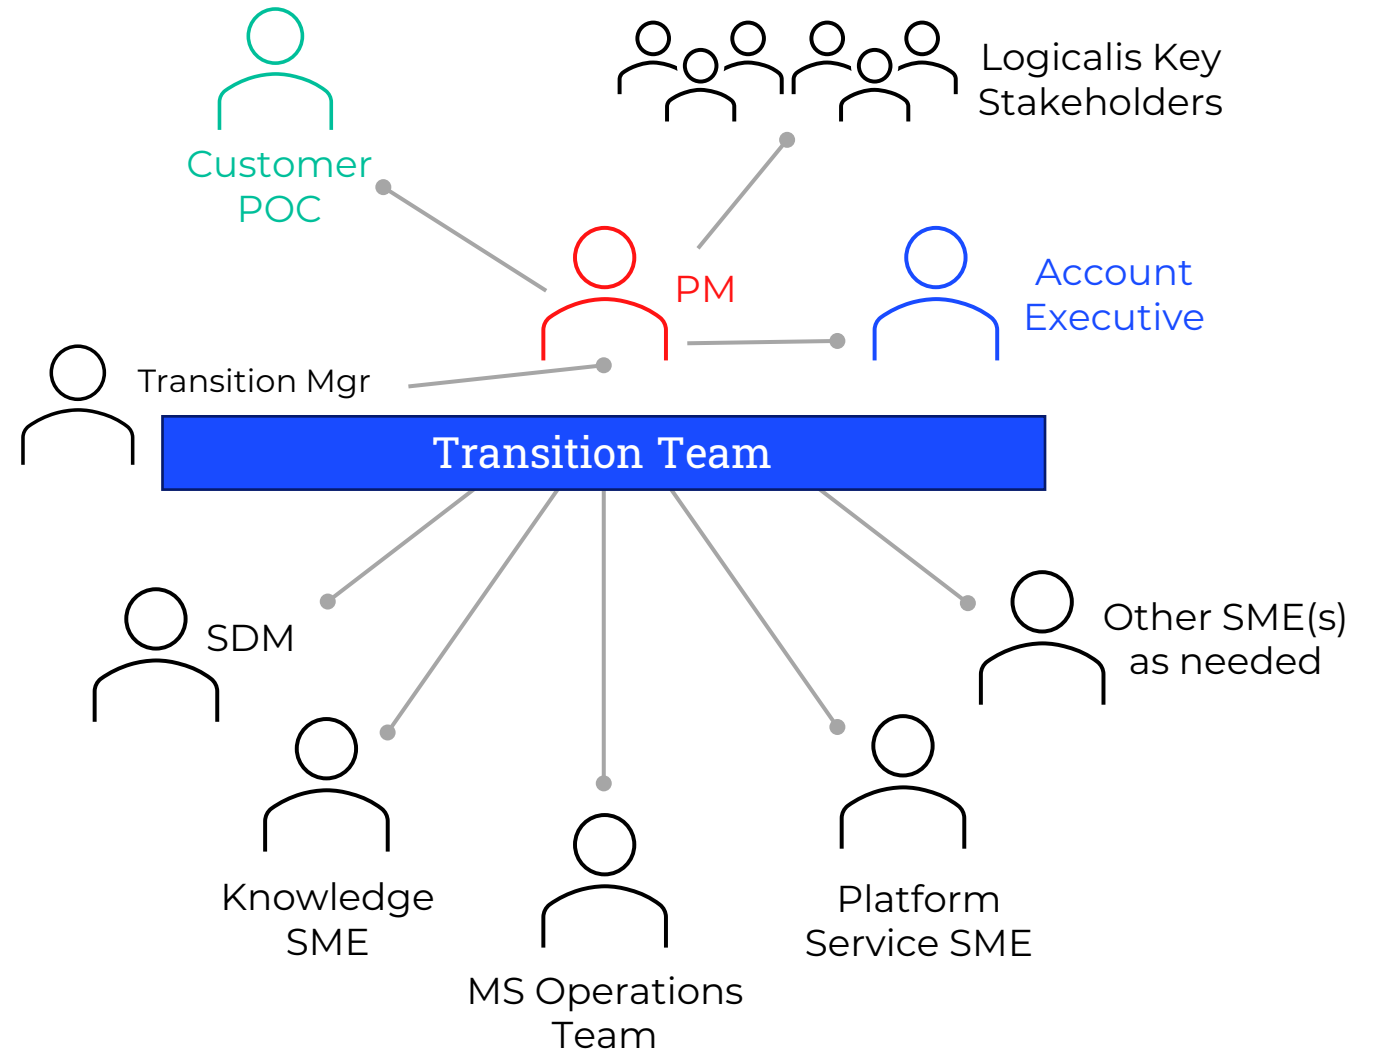 Logicalis Key
Stakeholders
Customer
POC
PM
Account
Executive
Transition Mgr
Transition Team
SDM
Other SME(s)
as needed
Knowledge
SME
Platform
Service SME
MS Operations
Team